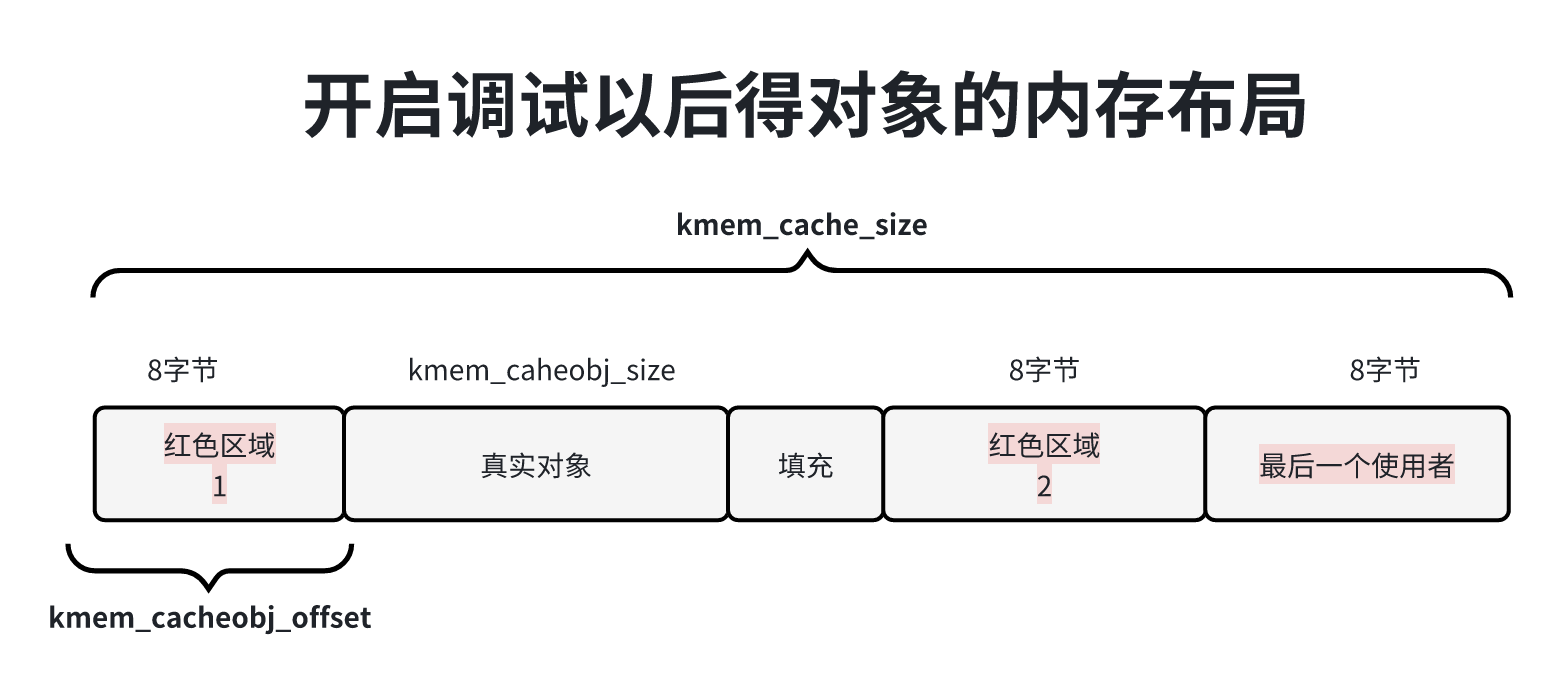 开启调试以后得对象的内存布局
kmem_cache_size
8字节
kmem_caheobj_size
8字节
8字节
红色区域
1
真实对象
填充
红色区域
2
最后一个使用者
kmem_cacheobj_offset